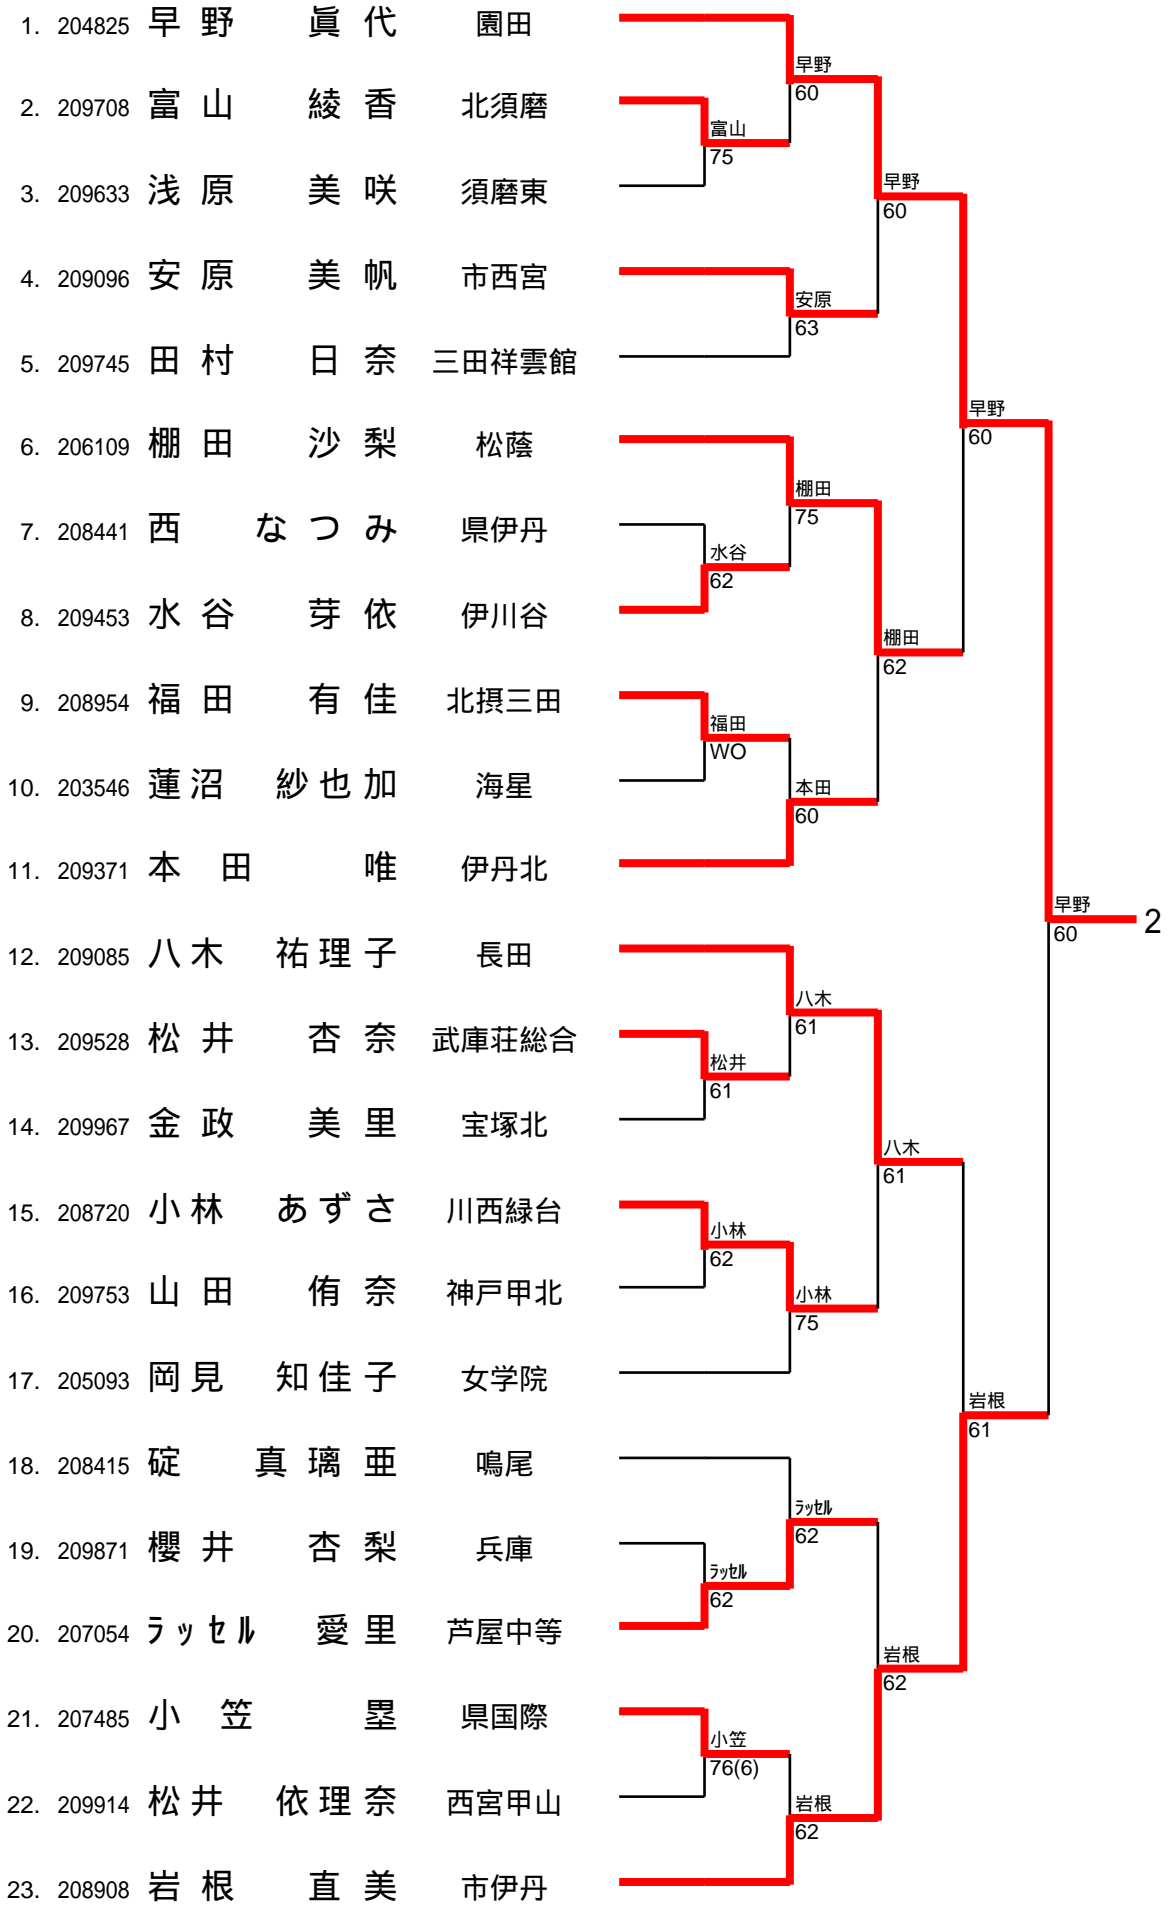 1. 204825 早野 眞代 園田
早野
60
2. 209708 富山 綾香 北須磨
富山
75
3. 209633 浅原 美咲 須磨東
早野
60
4. 209096 安原 美帆 市西宮
安原
63
5. 209745 田村 日奈 三田祥雲館
早野
60
6. 206109 棚田 沙梨 松蔭
棚田
75
7. 208441 西 なつみ 県伊丹
水谷
62
8. 209453 水谷 芽依 伊川谷
棚田
62
9. 208954 福田 有佳 北摂三田
福田
WO
10. 203546 蓮沼 紗也加 海星
本田
60
11. 209371 本田 唯 伊丹北
早野
60
2
12. 209085 八木 祐理子 長田
八木
61
13. 209528 松井 杏奈 武庫荘総合
松井
61
14. 209967 金政 美里 宝塚北
八木
61
15. 208720 小林 あずさ 川西緑台
小林
62
16. 209753 山田 侑奈 神戸甲北
小林
75
17. 205093 岡見 知佳子 女学院
岩根
61
18. 208415 碇 真璃亜 鳴尾
ﾗｯｾﾙ
62
19. 209871 櫻井 杏梨 兵庫
ﾗｯｾﾙ
62
20. 207054 ﾗｯｾﾙ 愛里 芦屋中等
岩根
62
21. 207485 小笠 塁 県国際
小笠
76(6)
22. 209914 松井 依理奈 西宮甲山
岩根
62
23. 208908 岩根 直美 市伊丹